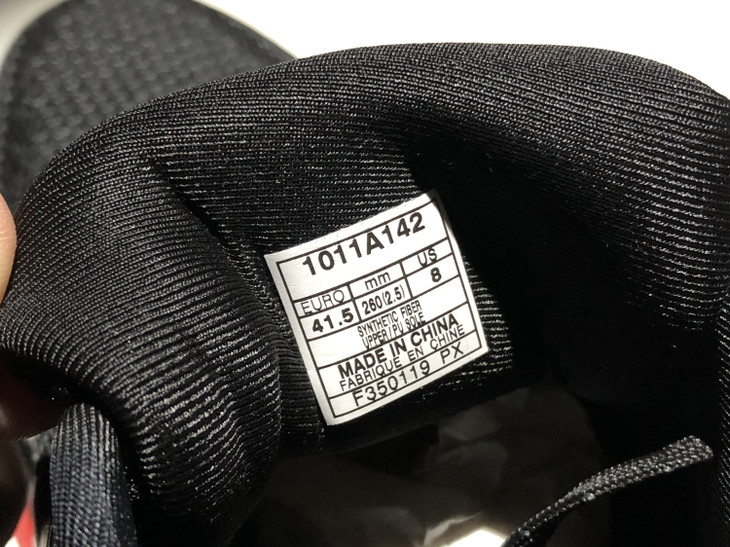 1011A142
EURO mm US
41.5 260(2.5) 8
SYNTHETIC FIBER
UPPER PU SOLE
MADE IN CHINA
FABRIQUE EN CHINE
F350119 PX